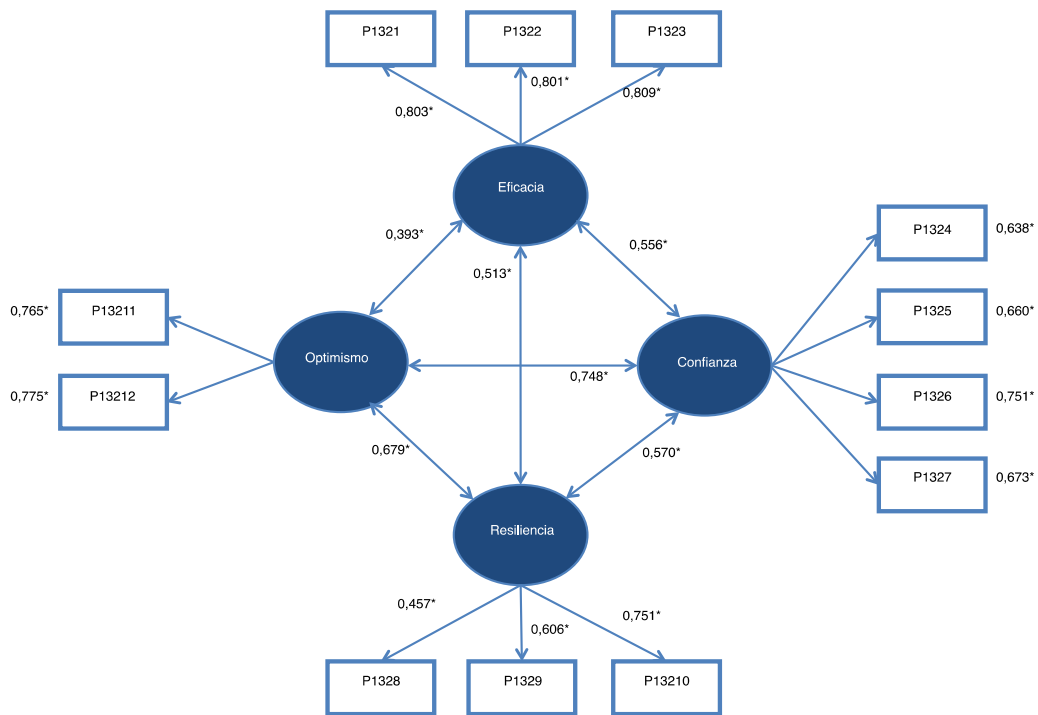 P1321
P1322
P1323
0,803*
0,801*
0,809*
Eficacia
0,393*
0,513*
0,556*
P1324
0,638*
P1325
0,660*
P1326
0,751*
P1327
0,673*
0,765*
P13211
0,775*
P13212
Optimismo
Confianza
0,748*
0,679*
0,570*
Resiliencia
0,457*
0,606*
0,751*
P1328
P1329
P13210